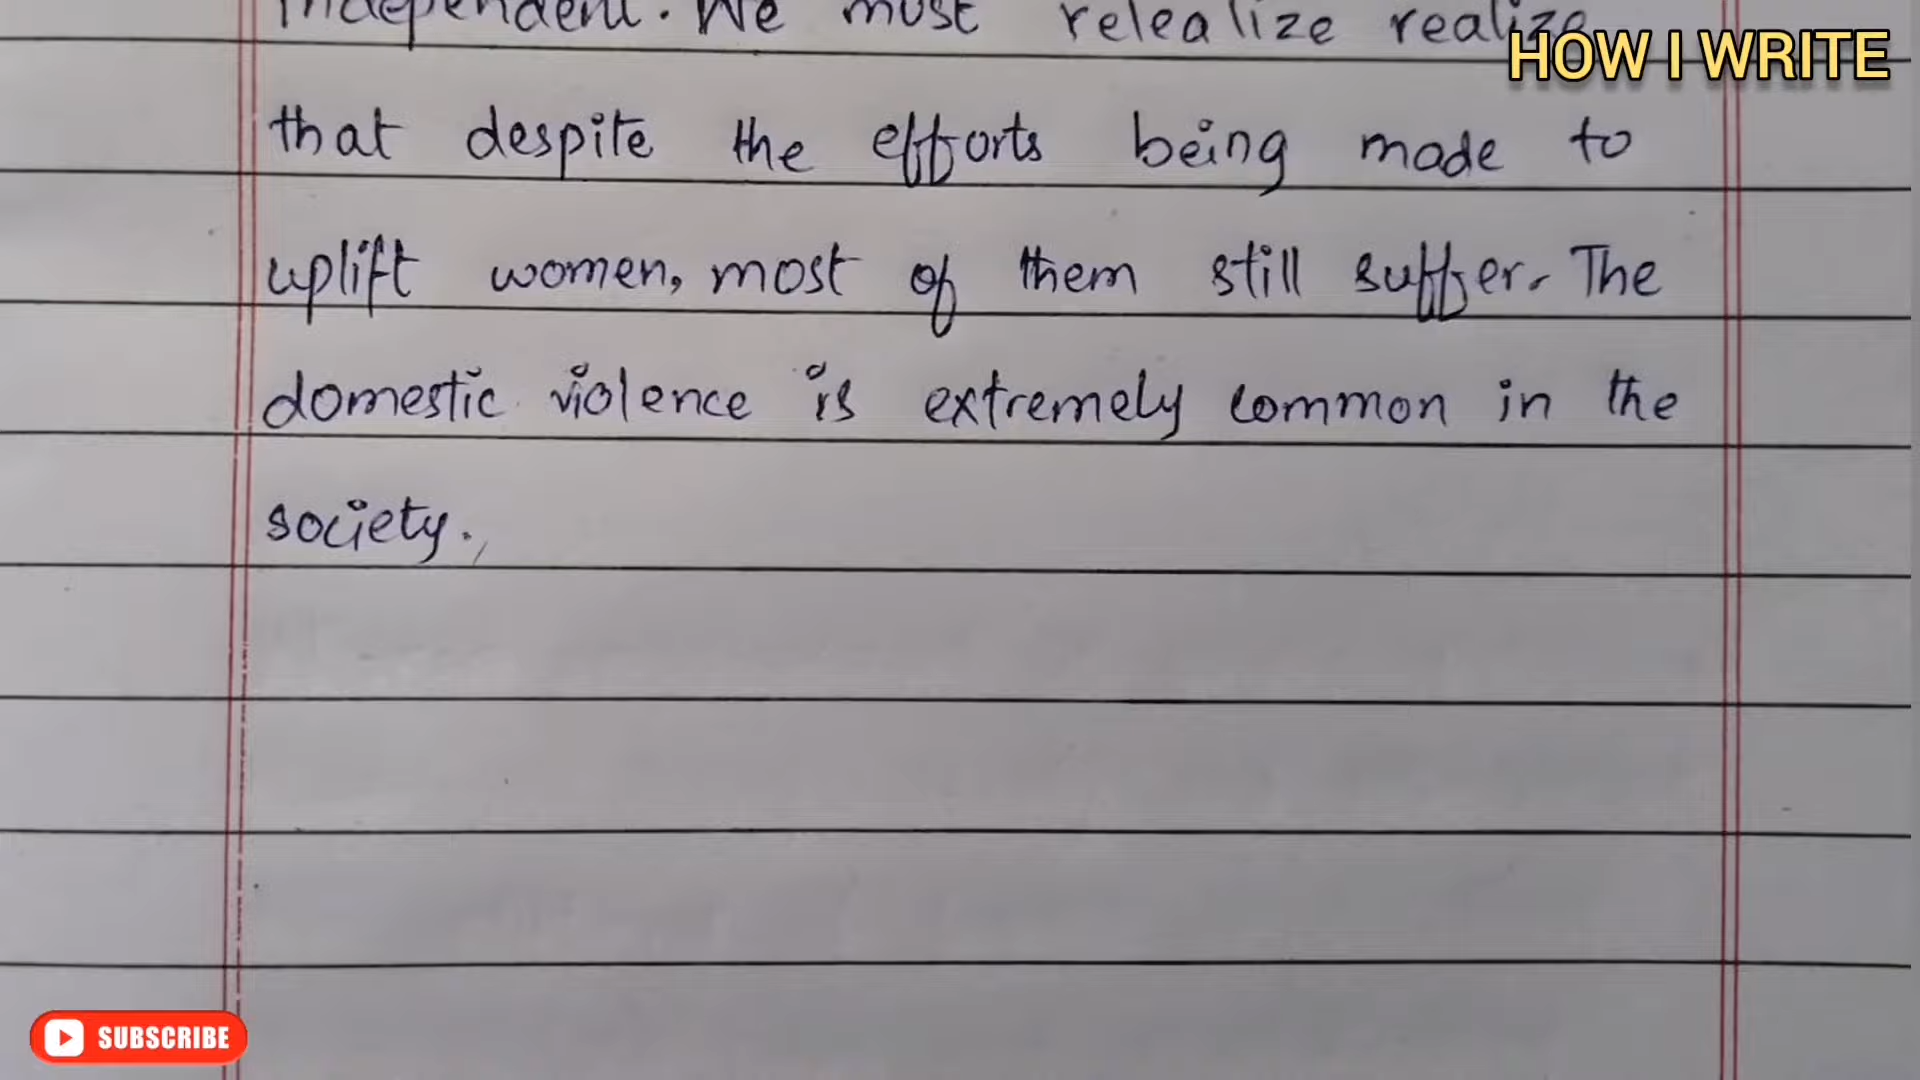 independent. We must relealize realize
HOW I WRITE
that despite the efforts being made to
uplift women, most of them still suffer. The
domestic violence is extremely common in the
society.
SUBSCRIBE